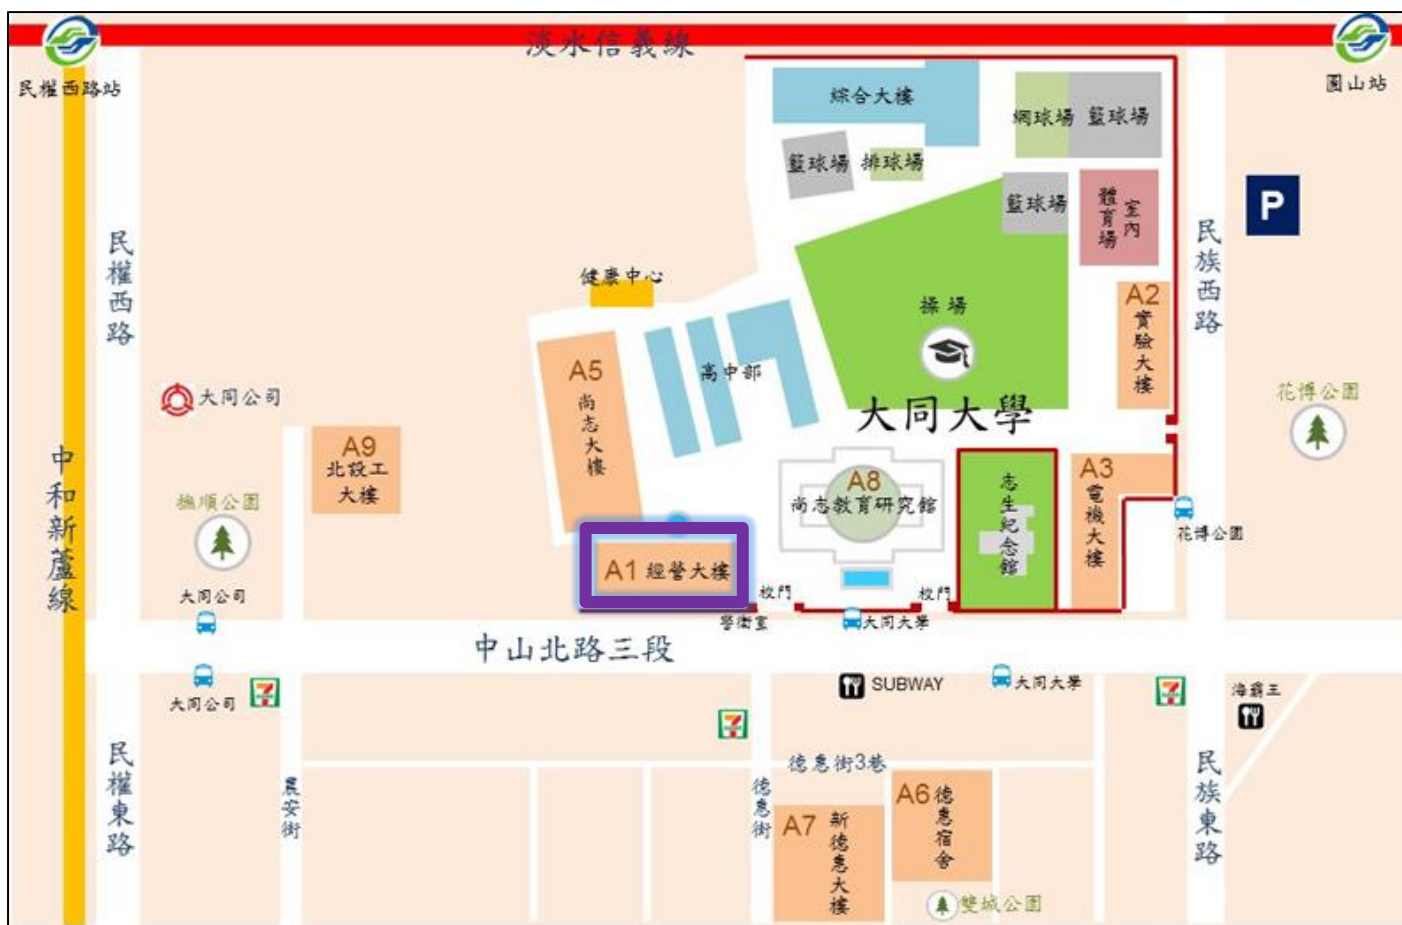 淡水信義線
民權西路站
圓山站
綜合大樓
網球場
籃球場
籃球場
排球場
籃球場
室內
體育場
P
民權西路
民族西路
健康中心
操場
A2
實驗大樓
A5
尚志大樓
高中部
大同公司
花博公園
大同大學
A9
北設工
大樓
中和新蘆線
撫順公園
A8
尚志教育研究館
志生紀念館
A3
電機大樓
花博公園
A1 經營大樓
大同公司
校門
校門
警衛室
大同大學
中山北路三段
大同公司
7
SUBWAY
大同大學
7
海霸王
7
民權東路
農安街
德惠街3巷
德惠街
民族東路
A6
德惠宿舍
A7
新德惠大樓
雙城公園